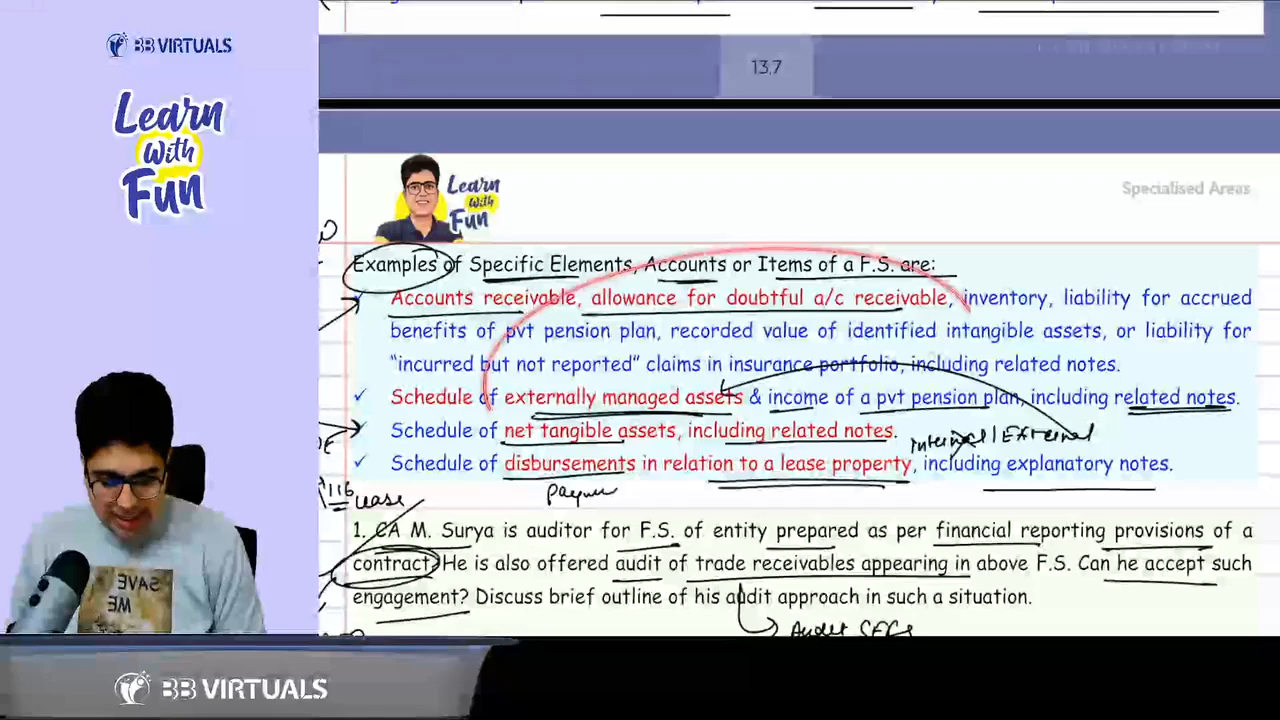 BB VIRTUALS
Learn
With
Fun
13.7
Learn
With
Fun
Specialised Areas
Examples of Specific Elements, Accounts or Items of a F.S. are:
✓ Accounts receivable, allowance for doubtful a/c receivable, inventory, liability for accrued
benefits of pvt pension plan, recorded value of identified intangible assets, or liability for
“incurred but not reported” claims in insurance portfolio, including related notes.
✓ Schedule of externally managed assets & income of a pvt pension plan, including related notes.
✓ Schedule of net tangible assets, including related notes.
Internal/External
✓ Schedule of disbursements in relation to a lease property, including explanatory notes.
116 lease
1. CA M. Surya is auditor for F.S. of entity prepared as per financial reporting provisions of a
contract. He is also offered audit of trade receivables appearing in above F.S. Can he accept such
engagement? Discuss brief outline of his audit approach in such a situation.
Audit
SAVE
ME
BB VIRTUALS